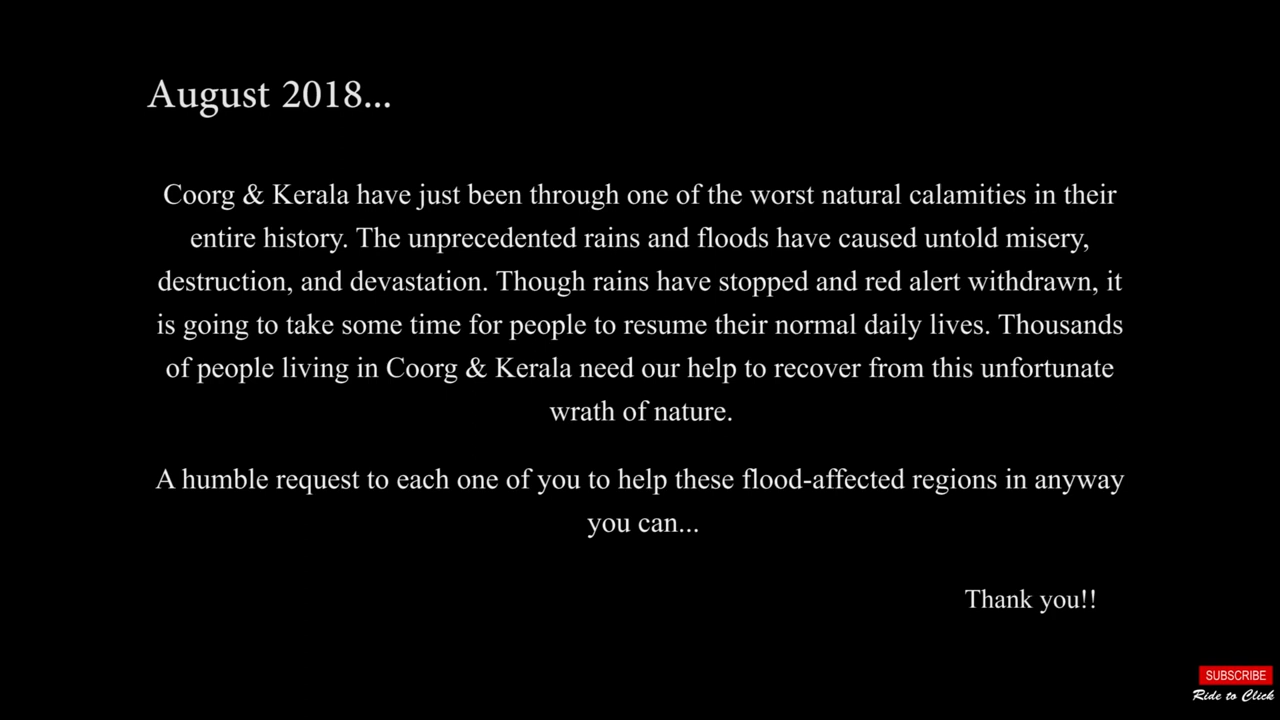 August 2018...
Coorg & Kerala have just been through one of the worst natural calamities in their
entire history. The unprecedented rains and floods have caused untold misery,
destruction, and devastation. Though rains have stopped and red alert withdrawn, it
is going to take some time for people to resume their normal daily lives. Thousands
of people living in Coorg & Kerala need our help to recover from this unfortunate
wrath of nature.
A humble request to each one of you to help these flood-affected regions in anyway
you can...
Thank you!!
SUBSCRIBE
Ride to Click